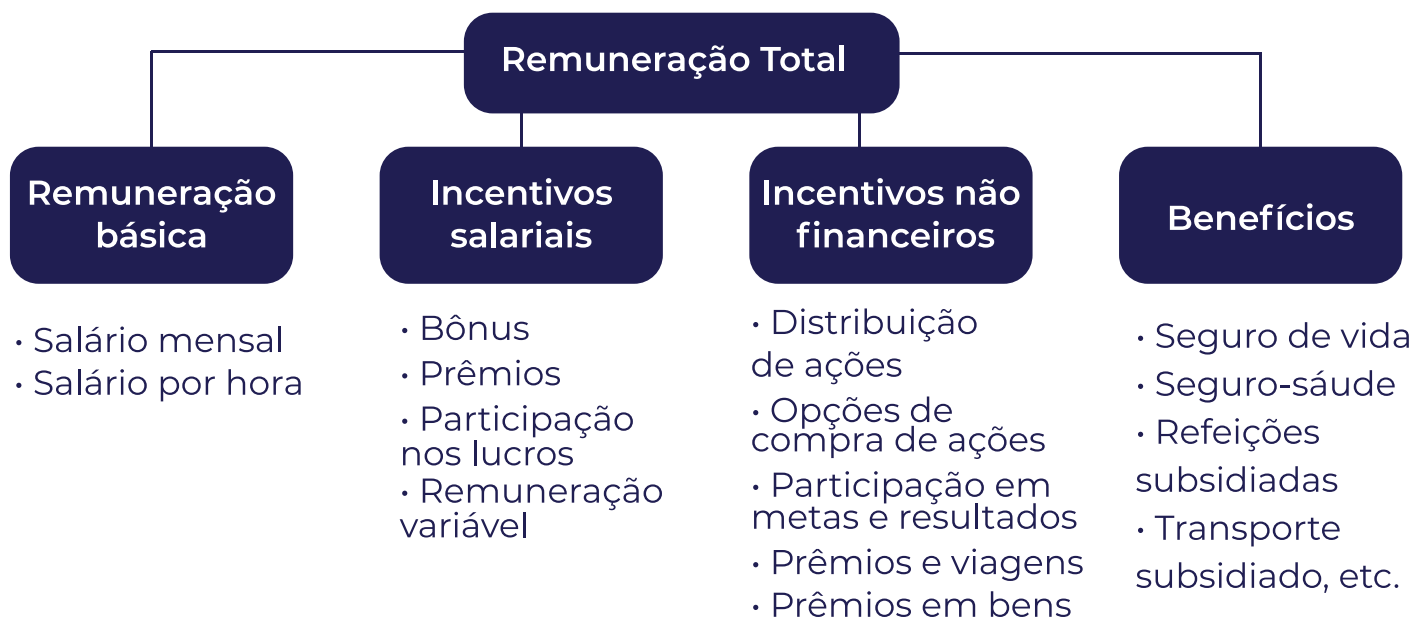 Remuneração Total
Remuneração
básica
Incentivos
salariais
Incentivos não
financeiros
Benefícios
· Salário mensal
· Salário por hora
· Bônus
· Prêmios
· Participação
nos lucros
· Remuneração
variável
· Distribuição
de ações
· Opções de
compra de ações
· Participação em
metas e resultados
· Prêmios e viagens
· Prêmios em bens
· Seguro de vida
· Seguro-sáude
· Refeições
subsidiadas
· Transporte
subsidiado, etc.